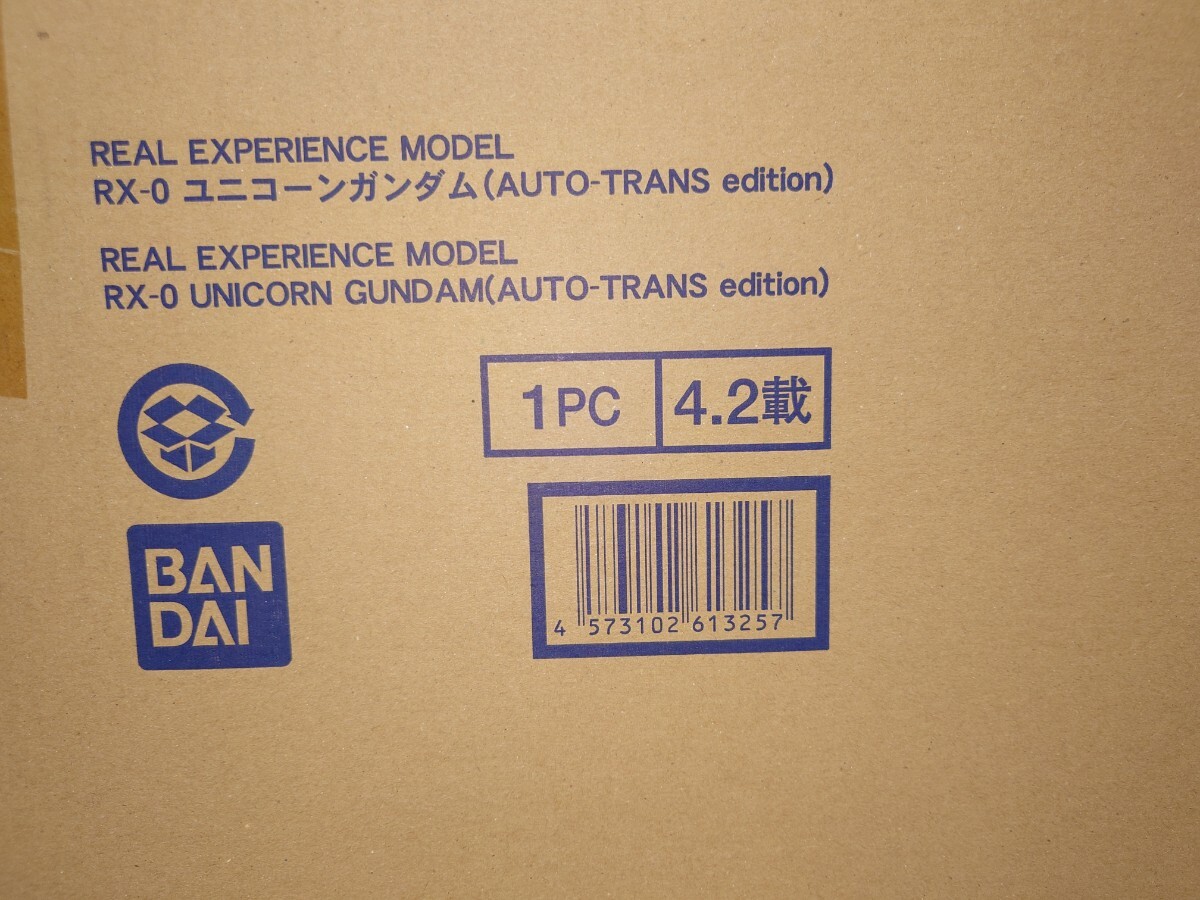 REAL EXPERIENCE MODEL
RX-0 ユニコーンガンダム(AUTO-TRANS edition)
REAL EXPERIENCE MODEL
RX-0 UNICORN GUNDAM(AUTO-TRANS edition)
1PC 4.2載
BAN
DAI
4 573102 613257